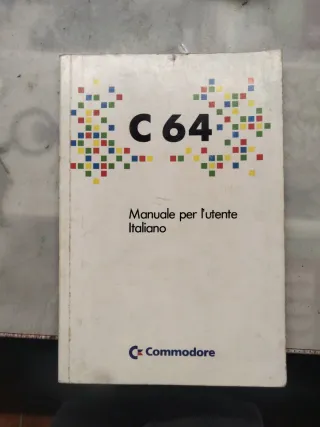 C 64
Manuale per l'utente
Italiano
Commodore